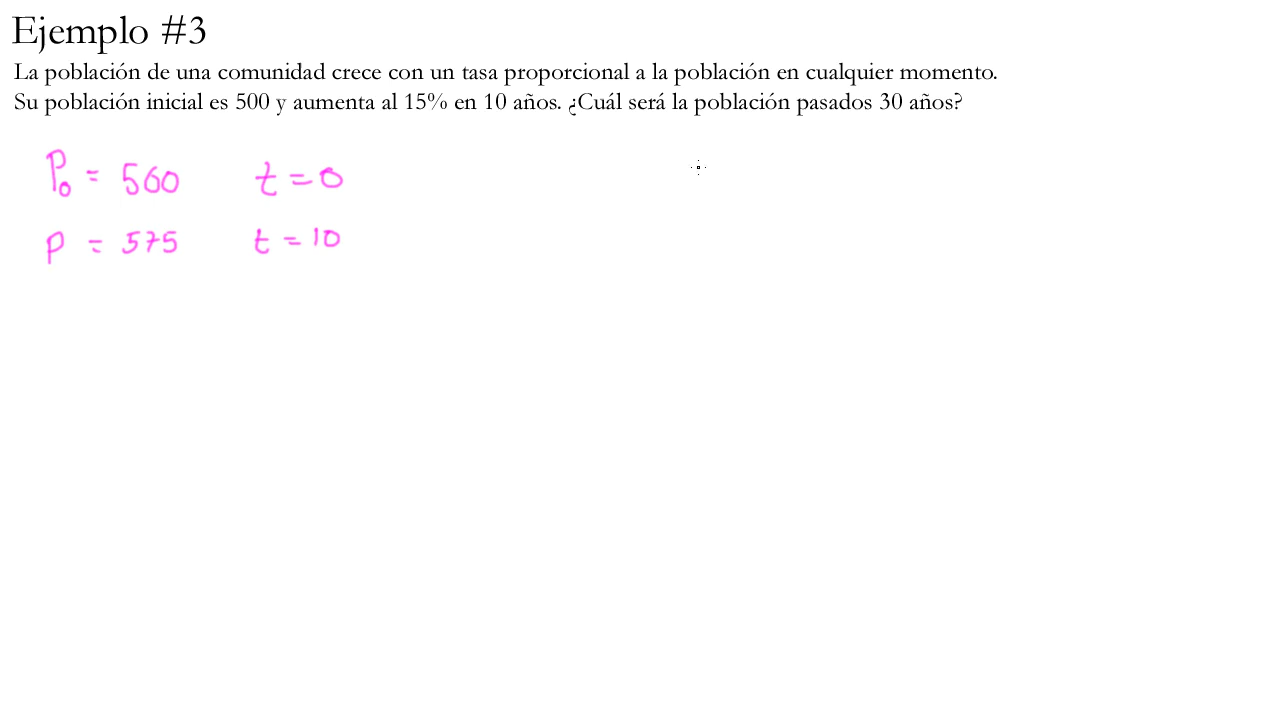 Ejemplo #3
La población de una comunidad crece con un tasa proporcional a la población en cualquier momento.
Su población inicial es 500 y aumenta al 15% en 10 años. ¿Cuál será la población pasados 30 años?
P₀ = 500 t = 0
P = 575 t = 10